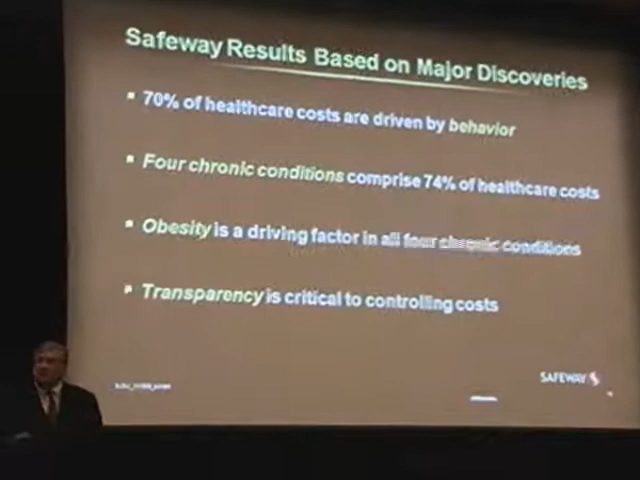 Safeway Results Based on Major Discoveries
70% of healthcare costs are driven by behavior
Four chronic conditions comprise 74% of healthcare costs
Obesity is a driving factor in all four chronic conditions
Transparency is critical to controlling costs
SAFEWAY